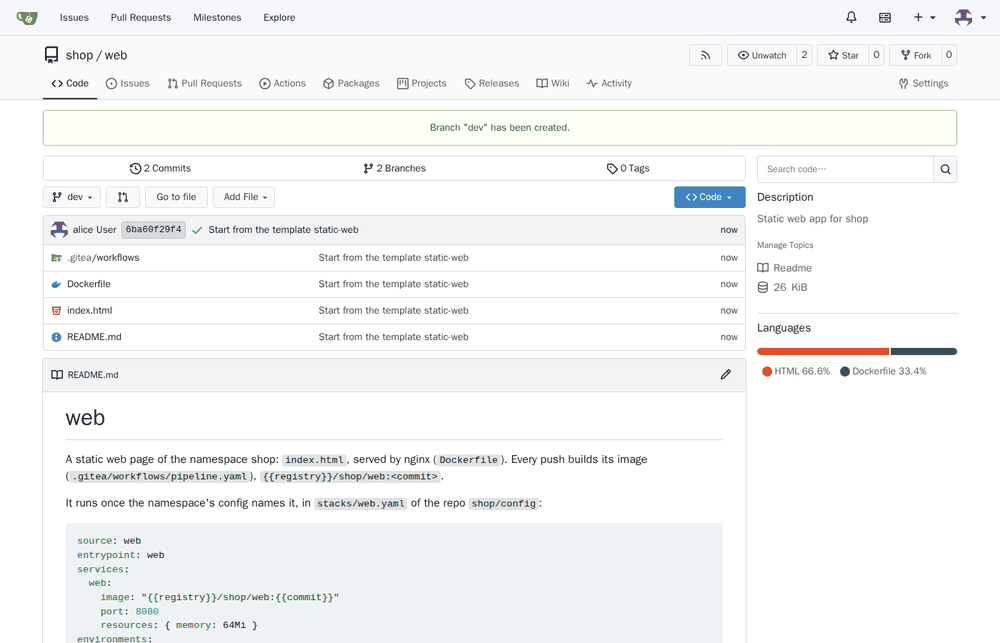 Issues Pull Requests Milestones Explore
shop / web
Unwatch 2 Star 0 Fork 0
Code Issues Pull Requests Actions Packages Projects Releases Wiki Activity Settings
Branch "dev" has been created.
2 Commits 2 Branches 0 Tags
Search code...
dev Go to file Add File Code
Description
Static web app for shop
alice User 6ba60f29f4 Start from the template static-web now
Manage Topics
.gitea/workflows Start from the template static-web now
Readme
Dockerfile Start from the template static-web now
26 KiB
index.html Start from the template static-web now
Languages
README.md Start from the template static-web now
HTML 66.6% Dockerfile 33.4%
README.md
web
A static web page of the namespace shop: index.html, served by nginx (Dockerfile). Every push builds its image
(.gitea/workflows/pipeline.yaml), {{registry}}/shop/web:<commit>.
It runs once the namespace's config names it, in stacks/web.yaml of the repo shop/config:
source: web
entrypoint: web
services:
web:
image: "{{registry}}/shop/web:{{commit}}"
port: 8080
resources: { memory: 64Mi }
environments: